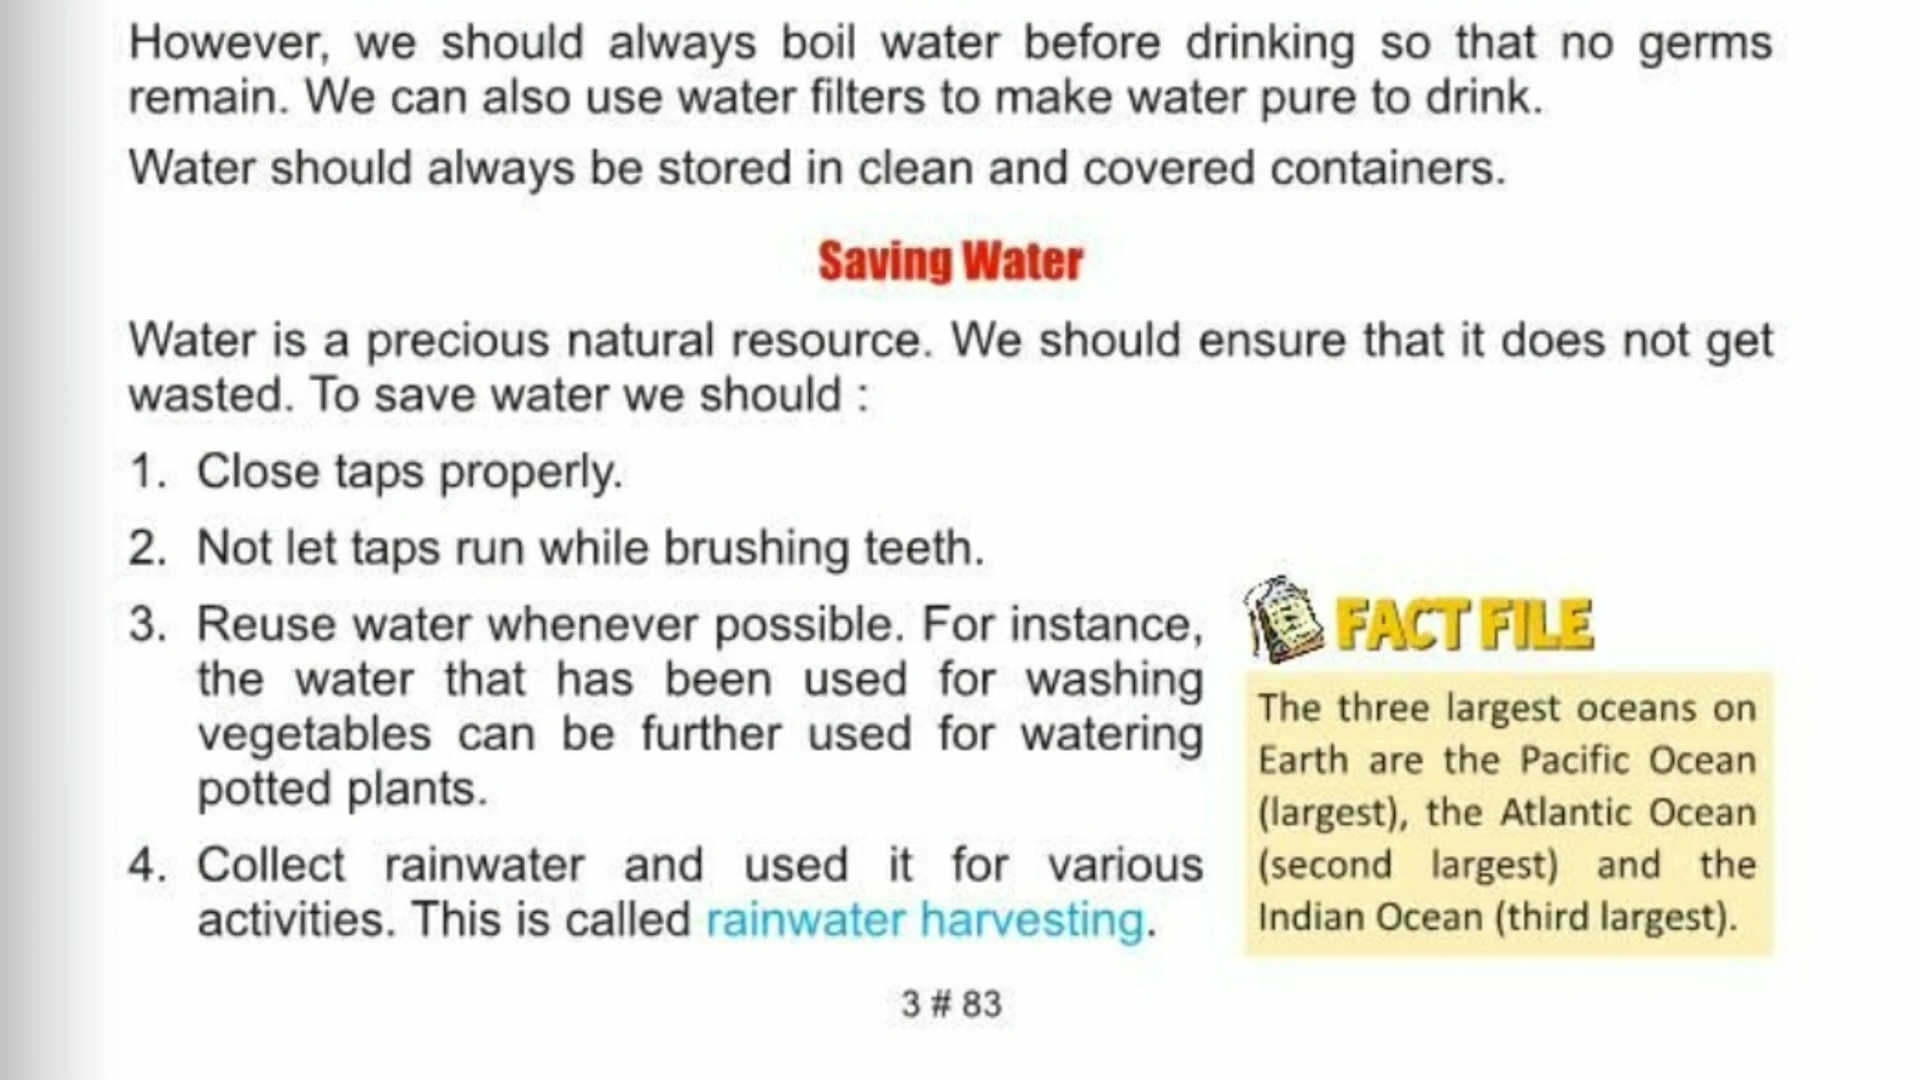 However, we should always boil water before drinking so that no germs
remain. We can also use water filters to make water pure to drink.
Water should always be stored in clean and covered containers.
Saving Water
Water is a precious natural resource. We should ensure that it does not get
wasted. To save water we should :
1. Close taps properly.
2. Not let taps run while brushing teeth.
3. Reuse water whenever possible. For instance,
the water that has been used for washing
vegetables can be further used for watering
potted plants.
4. Collect rainwater and used it for various
activities. This is called rainwater harvesting.
FACT FILE
The three largest oceans on
Earth are the Pacific Ocean
(largest), the Atlantic Ocean
(second largest) and the
Indian Ocean (third largest).
3 # 83